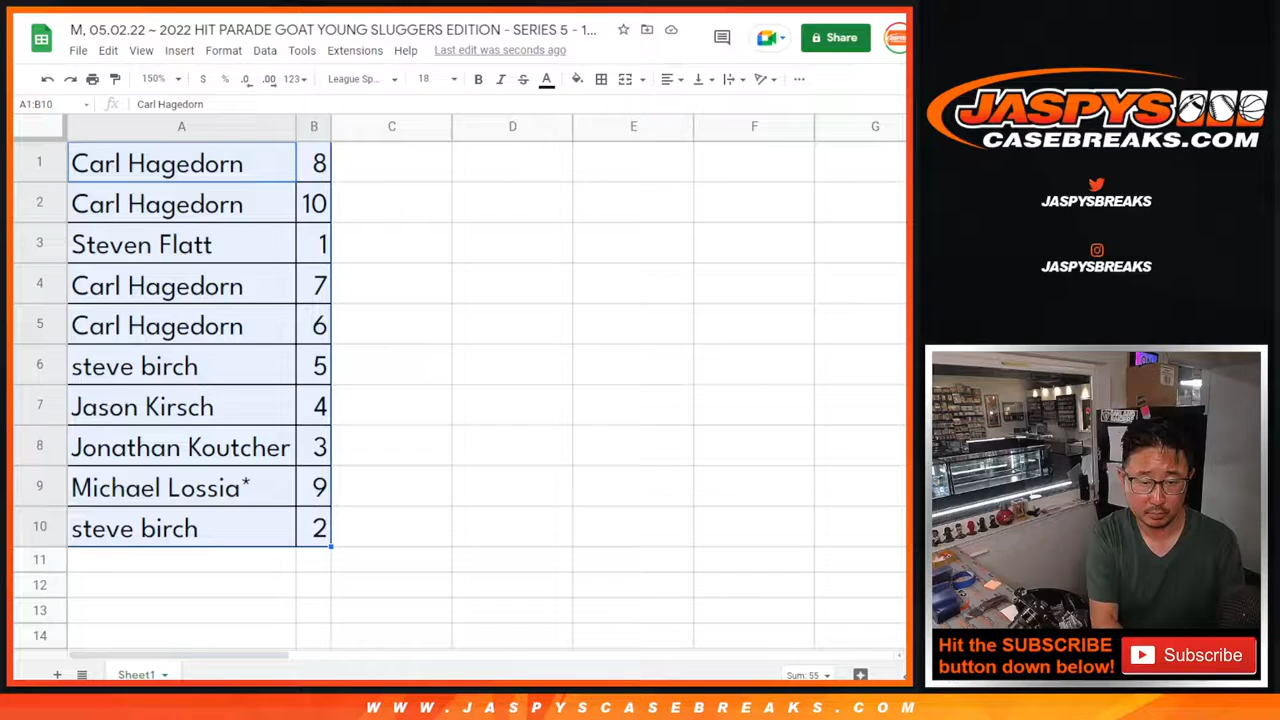 M, 05.02.22 ~ 2022 HIT PARADE GOAT YOUNG SLUGGERS EDITION - SERIES 5 - 1...
Share
File Edit View Insert Format Data Tools Extensions Help Last edit was seconds ago
150% $ % .0 .00 123 League Sp... 18 B I S A
A1:B10 fx Carl Hagedorn
A B C D E F G
1 Carl Hagedorn 8
2 Carl Hagedorn 10
3 Steven Flatt 1
4 Carl Hagedorn 7
5 Carl Hagedorn 6
6 steve birch 5
7 Jason Kirsch 4
8 Jonathan Koutcher 3
9 Michael Lossia* 9
10 steve birch 2
11
12
13
14
Sheet1
Sum: 55
JASPYS
CASEBREAKS.COM
JASPYSBREAKS
JASPYSBREAKS
Hit the SUBSCRIBE
button down below!
Subscribe
WWW.JASPYSCASEBREAKS.COM